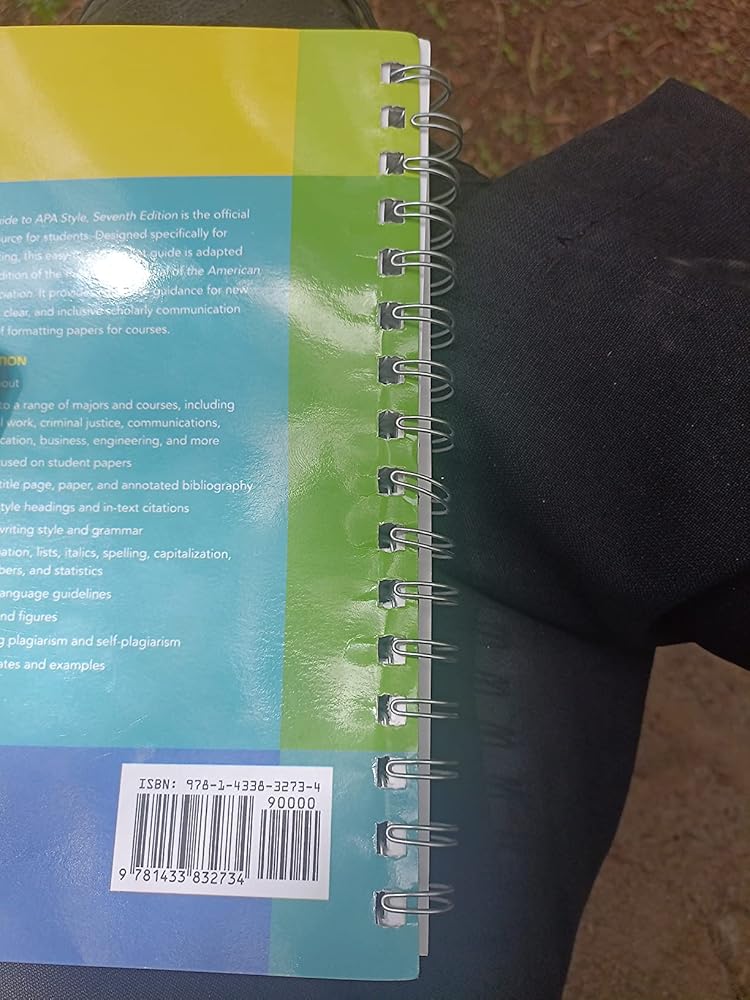 ide to APA Style, Seventh Edition is the official
urce for students. Designed specifically for
ing, this easy guide is adapted
dition of the of the American
iation. It guidance for new
clear, and inclusive scholarly communication
f formatting papers for courses.
TION
out
to a range of majors and courses, including
l work, criminal justice, communications,
cation, business, engineering, and more
used on student papers
title page, paper, and annotated bibliography
tyle headings and in-text citations
writing style and grammar
ation, lists, italics, spelling, capitalization,
bers, and statistics
anguage guidelines
nd figures
g plagiarism and self-plagiarism
ates and examples
ISBN: 978-1-4338-3273-4
90000
9 781433 832734